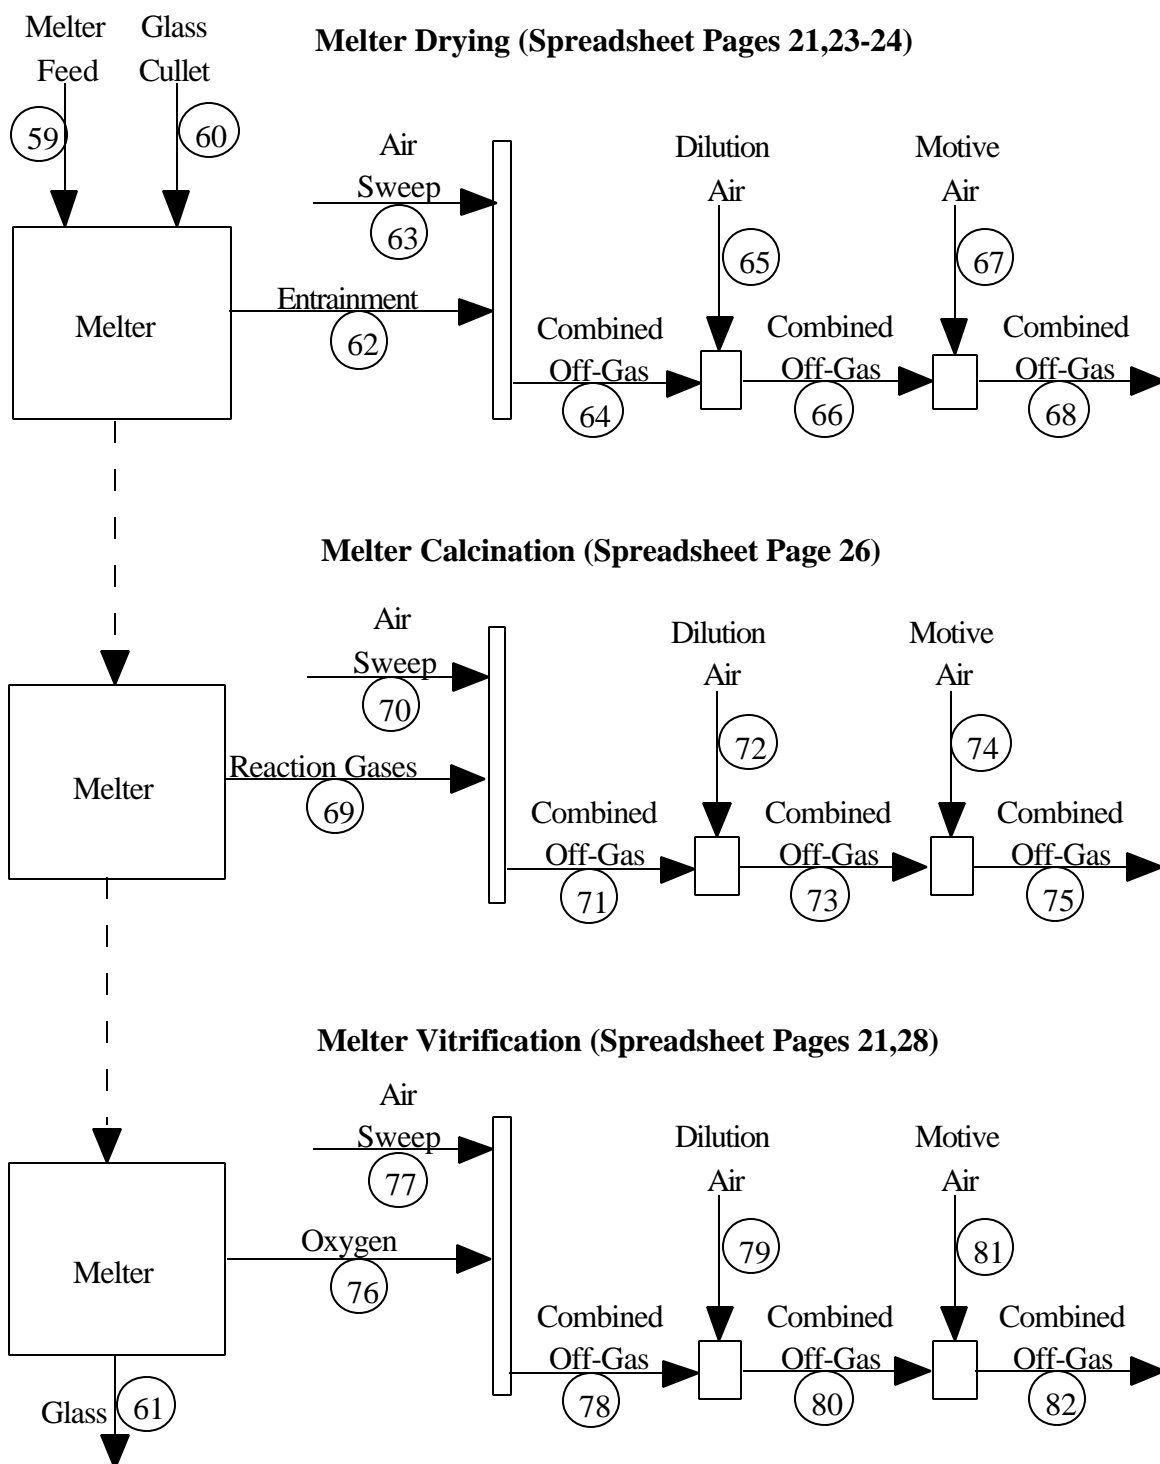 Melter Drying (Spreadsheet Pages 21,23-24)
Melter
Feed
Glass
Cullet
59
60
Air
Sweep
63
Dilution
Air
65
Motive
Air
67
Melter
Entrainment
62
Combined
Off-Gas
64
Combined
Off-Gas
66
Combined
Off-Gas
68
Melter Calcination (Spreadsheet Page 26)
Air
Sweep
70
Dilution
Air
72
Motive
Air
74
Melter
Reaction Gases
69
Combined
Off-Gas
71
Combined
Off-Gas
73
Combined
Off-Gas
75
Melter Vitrification (Spreadsheet Pages 21,28)
Air
Sweep
77
Dilution
Air
79
Motive
Air
81
Melter
Oxygen
76
Combined
Off-Gas
78
Combined
Off-Gas
80
Combined
Off-Gas
82
Glass
61